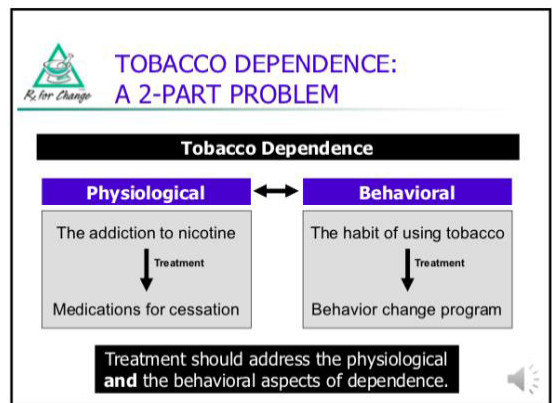 TOBACCO DEPENDENCE:
A 2-PART PROBLEM
Rx for Change
Tobacco Dependence
Physiological
The addiction to nicotine
Treatment
Medications for cessation
Behavioral
The habit of using tobacco
Treatment
Behavior change program
Treatment should address the physiological
and the behavioral aspects of dependence.